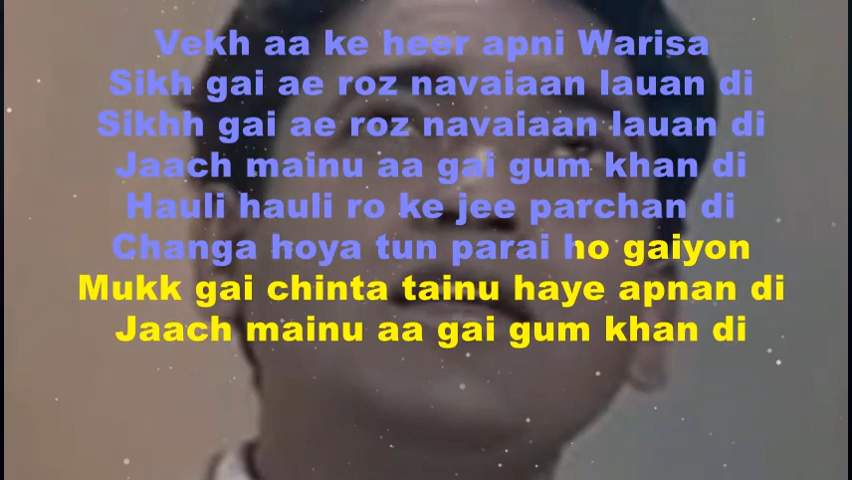 Vekh aa ke heer apni Warisa
Sikh gai ae roz navaiaan lauan di
Sikhh gai ae roz navaiaan lauan di
Jaach mainu aa gai gum khan di
Hauli hauli ro ke jee parchan di
Changa hoya tun parai ho gaiyon
Mukk gai chinta tainu haye apnan di
Jaach mainu aa gai gum khan di